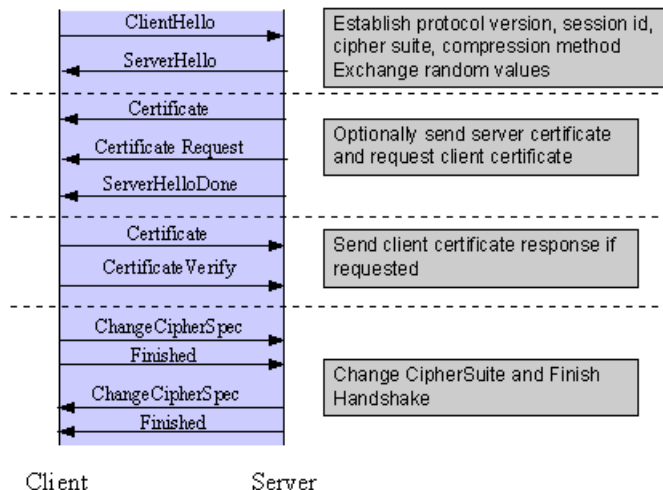 ClientHello
ServerHello
Establish protocol version, session id,
cipher suite, compression method
Exchange random values
Certificate
Certificate Request
ServerHelloDone
Optionally send server certificate
and request client certificate
Certificate
CertificateVerify
Send client certificate response if
requested
ChangeCipherSpec
Finished
ChangeCipherSpec
Finished
Change CipherSuite and Finish
Handshake
Client
Server